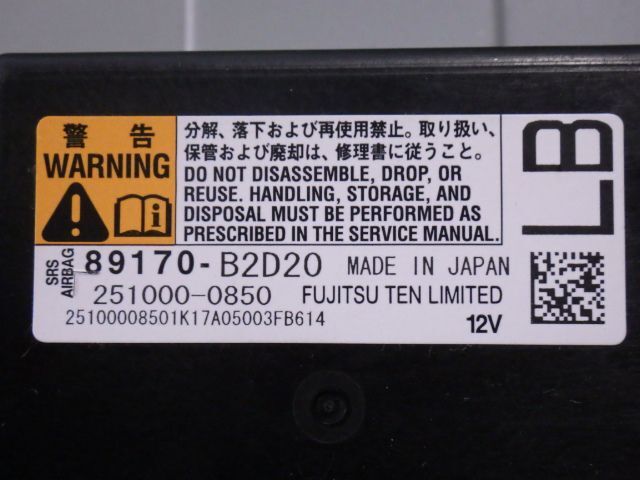 警告
WARNING
分解、落下および再使用禁止。取り扱い、
保管および廃却は、修理書に従うこと。
DO NOT DISASSEMBLE, DROP, OR
REUSE. HANDLING, STORAGE, AND
DISPOSAL MUST BE PERFORMED AS
PRESCRIBED IN THE SERVICE MANUAL.
LB
SRS
AIRBAG
89170-B2D20 MADE IN JAPAN
251000-0850 FUJITSU TEN LIMITED
25100008501K17A05003FB614 12V